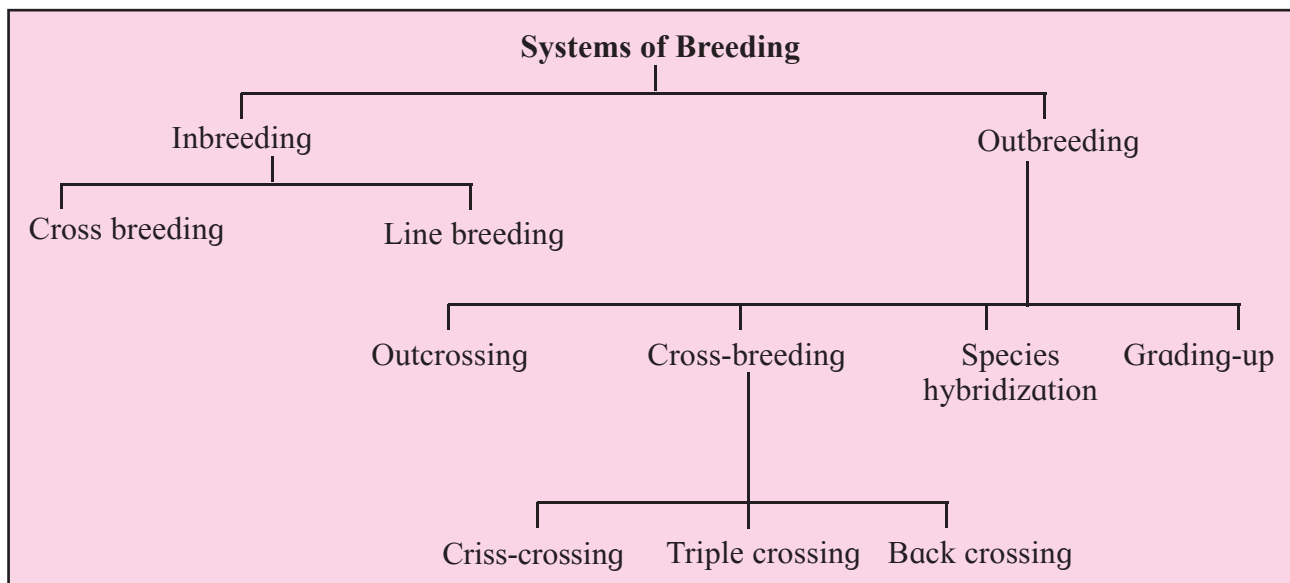 Systems of Breeding
Inbreeding
Outbreeding
Cross breeding
Line breeding
Outcrossing
Cross-breeding
Species
hybridization
Grading-up
Criss-crossing
Triple crossing
Back crossing